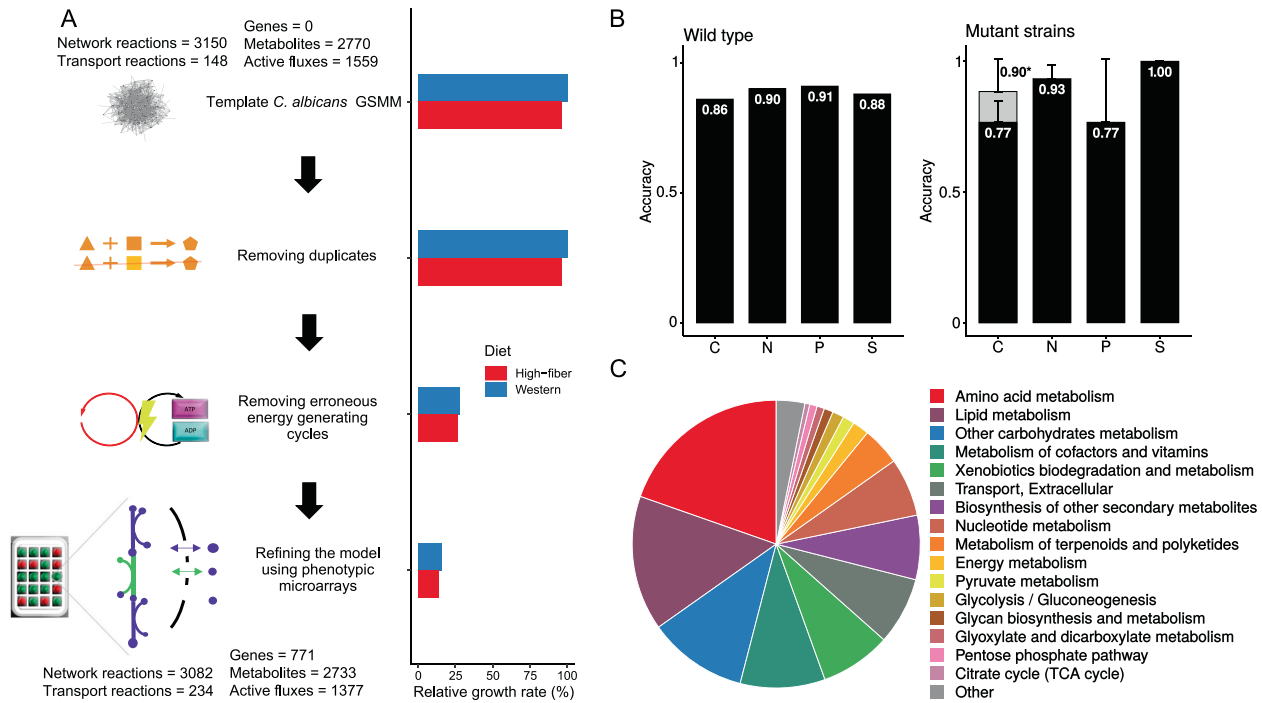 A
Genes = 0
Network reactions = 3150
Metabolites = 2770
Transport reactions = 148
Active fluxes = 1559
Template C. albicans GSMM
Removing duplicates
Removing erroneous
energy generating
cycles
ATP
ADP
Refining the model
using phenotypic
microarrays
Genes = 771
Network reactions = 3082
Metabolites = 2733
Transport reactions = 234
Active fluxes = 1377
Diet
High−fiber
Western
0 25 50 75 100
Relative growth rate (%)
B
Wild type
Accuracy
1
0.5
0
0.86
0.90
0.91
0.88
C N P S
Mutant strains
Accuracy
1
0.5
0
0.90*
0.77
0.93
0.77
1.00
C N P S
C
Amino acid metabolism
Lipid metabolism
Other carbohydrates metabolism
Metabolism of cofactors and vitamins
Xenobiotics biodegradation and metabolism
Transport, Extracellular
Biosynthesis of other secondary metabolites
Nucleotide metabolism
Metabolism of terpenoids and polyketides
Energy metabolism
Pyruvate metabolism
Glycolysis / Gluconeogenesis
Glycan biosynthesis and metabolism
Glyoxylate and dicarboxylate metabolism
Pentose phosphate pathway
Citrate cycle (TCA cycle)
Other